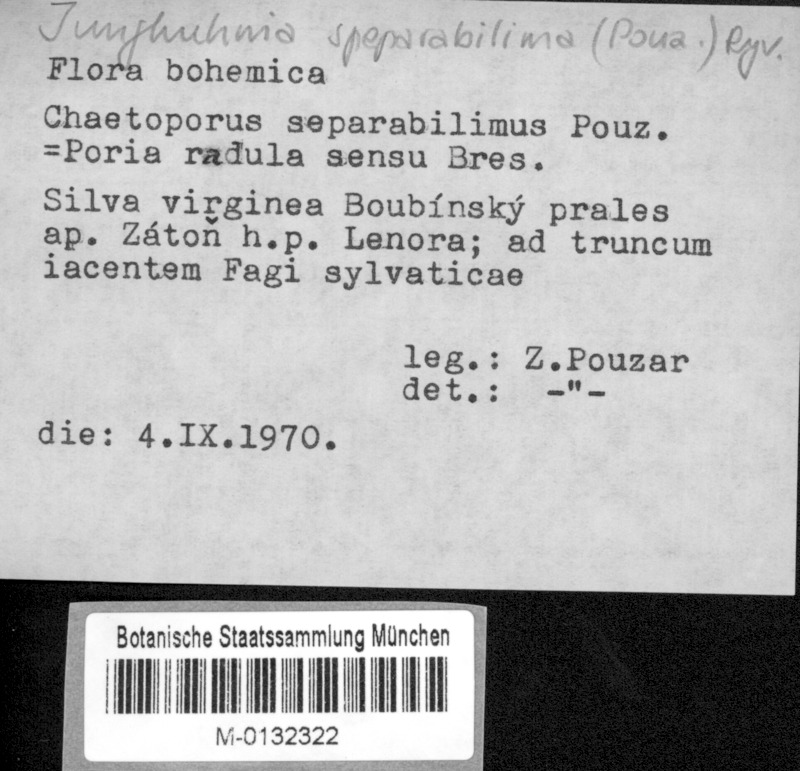 Junghuhnia speparabilima (Pouz.) Ryv.
Flora bohemica
Chaetoporus separabilimus Pouz.
=Poria radula sensu Bres.
Silva virginea Boubínský prales
ap. Zátoň h.p. Lenora; ad truncum
iacentem Fagi sylvaticae
leg.: Z.Pouzar
det.: -"-
die: 4.IX.1970.
Botanische Staatssammlung München
M-0132322